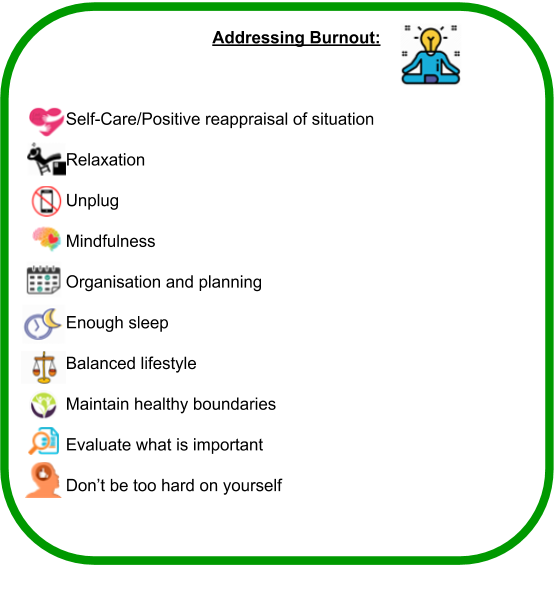 Addressing Burnout:
Self-Care/Positive reappraisal of situation
Relaxation
Unplug
Mindfulness
Organisation and planning
Enough sleep
Balanced lifestyle
Maintain healthy boundaries
Evaluate what is important
Don’t be too hard on yourself